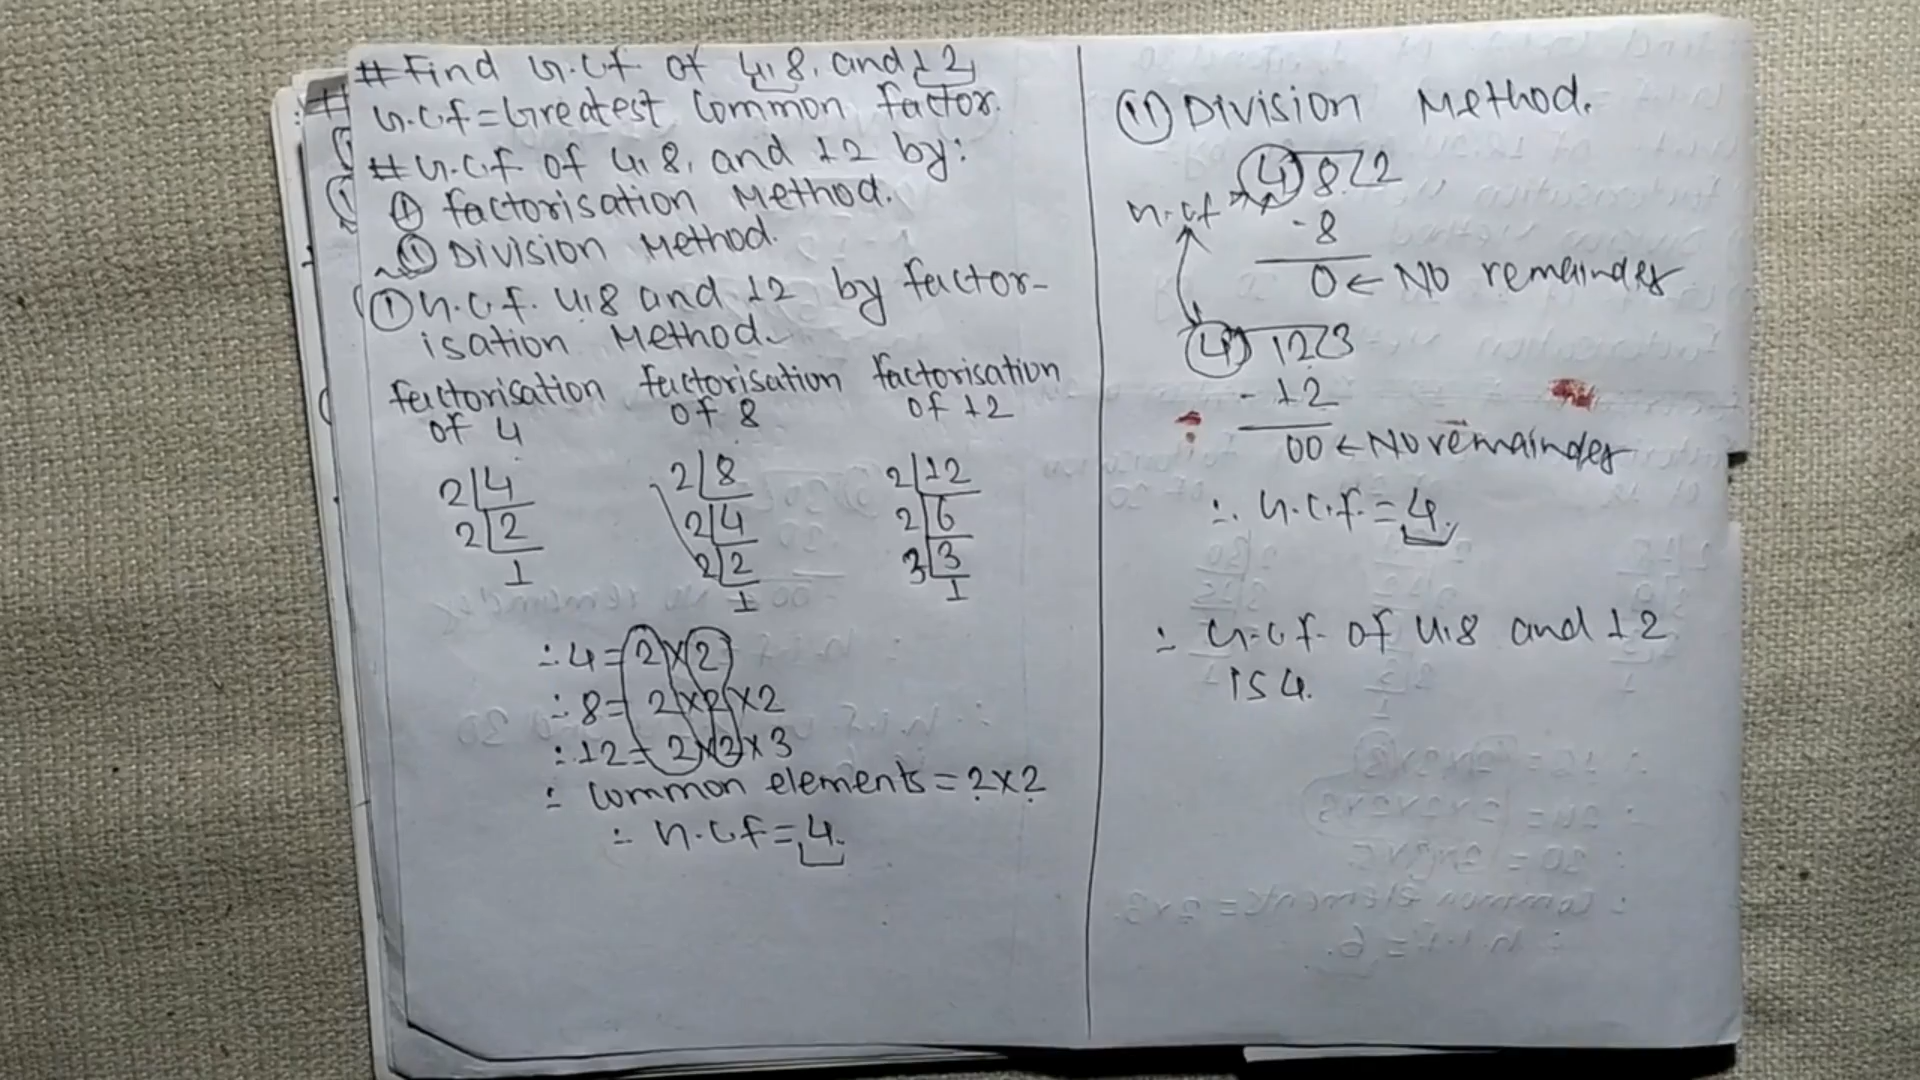 # Find G.C.F. of 4,8, and 12,
G.C.F = Greatest Common Factor.
# G.C.F of 4,8, and 12 by:
① factorisation Method.
⑪ Division Method.
① G.C.F. 4,8 and 12 by factor-
isation Method.
factorisation factorisation factorisation
of 4 of 8 of 12
2|4 2|8 2|12
2|2 2|4 2|6
1 2|2 3|3
1 1
∴ 4 = 2×2
∴ 8 = 2×2×2
∴ 12 = 2×2×3
∴ Common elements = 2×2
∴ G.C.F = 4.
⑪ Division Method.
4)8(2
G.C.F
-8
0 ← No remainder
4)12(3
-12
00 ← No remainder
∴ G.C.F. = 4.
∴ G.C.F. of 4,8 and 12
is 4.